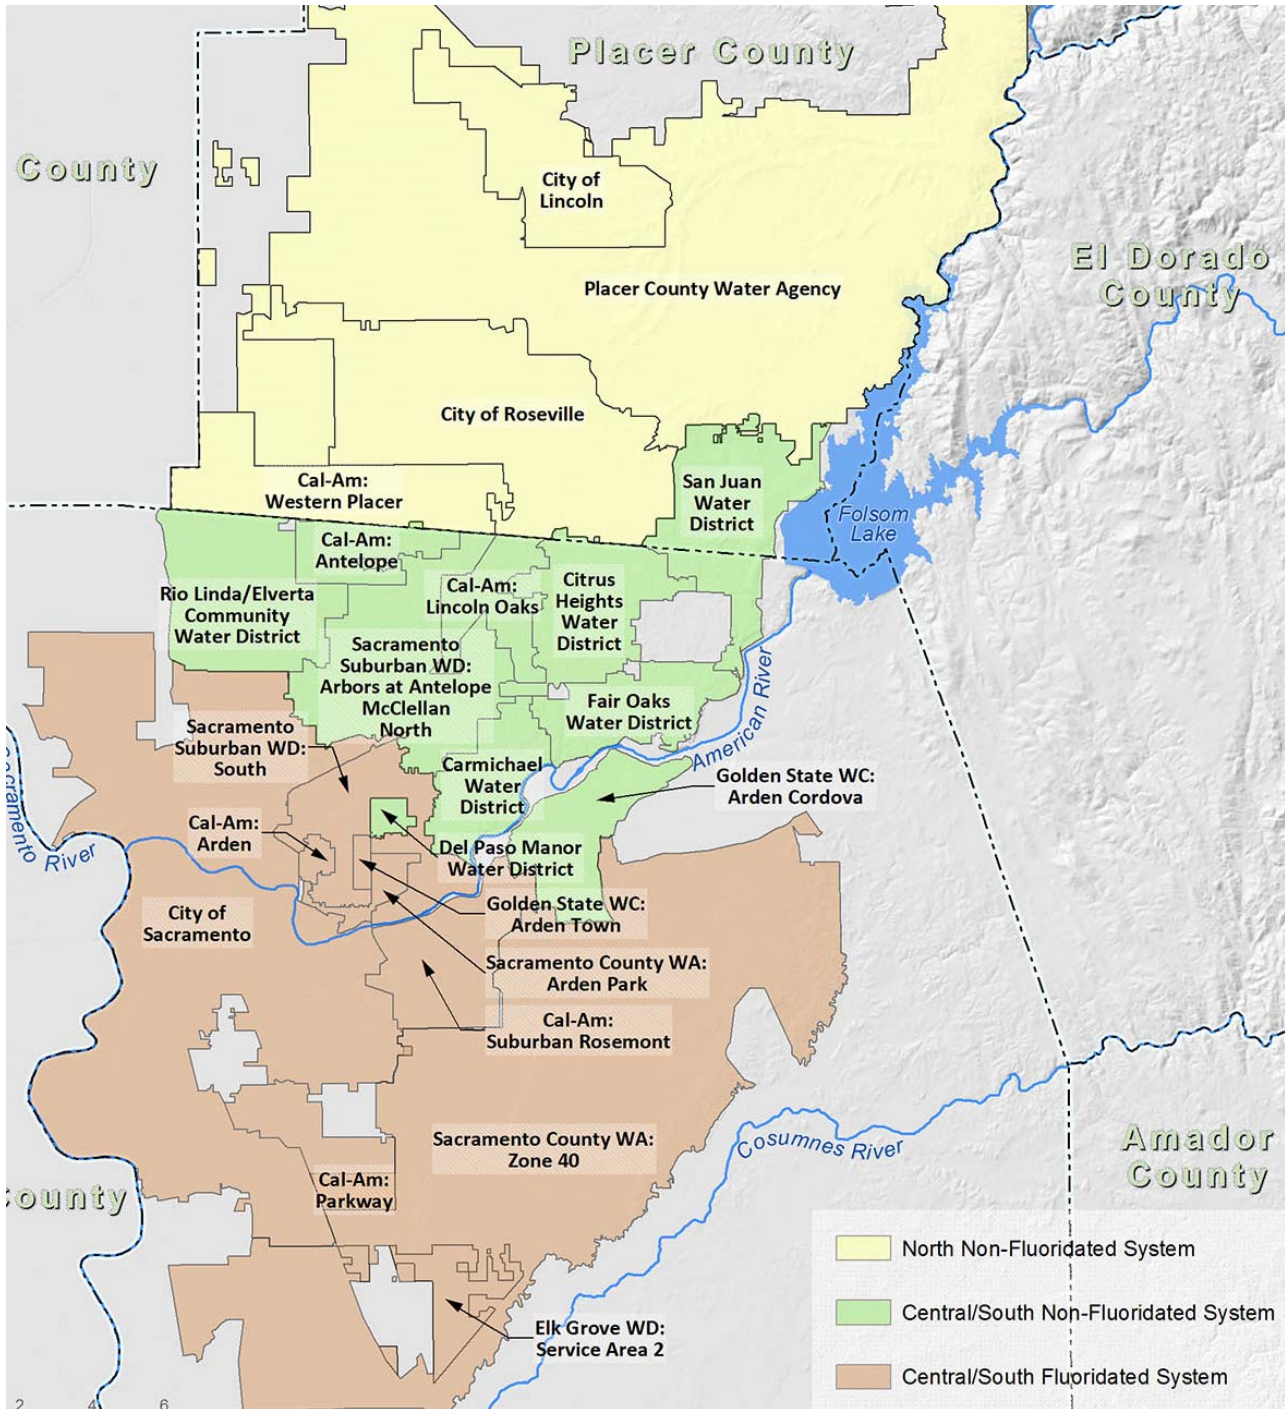 Placer County
County
City of
Lincoln
El Dorado
County
Placer County Water Agency
City of Roseville
Cal-Am:
Western Placer
San Juan
Water
District
Folsom
Lake
Cal-Am:
Antelope
Rio Linda/Elverta
Community
Water District
Cal-Am:
Lincoln Oaks
Citrus
Heights
Water
District
Sacramento
Suburban WD:
Arbors at Antelope
McClellan
North
Fair Oaks
Water District
American River
Sacramento
Suburban WD:
South
Carmichael
Water
District
Golden State WC:
Arden Cordova
Sacramento River
Cal-Am:
Arden
Del Paso Manor
Water District
City of
Sacramento
Golden State WC:
Arden Town
Sacramento County WA:
Arden Park
Cal-Am:
Suburban Rosemont
Sacramento County WA:
Zone 40
Cosumnes River
Amador
County
County
Cal-Am:
Parkway
Elk Grove WD:
Service Area 2
North Non-Fluoridated System
Central/South Non-Fluoridated System
Central/South Fluoridated System
2 4 6